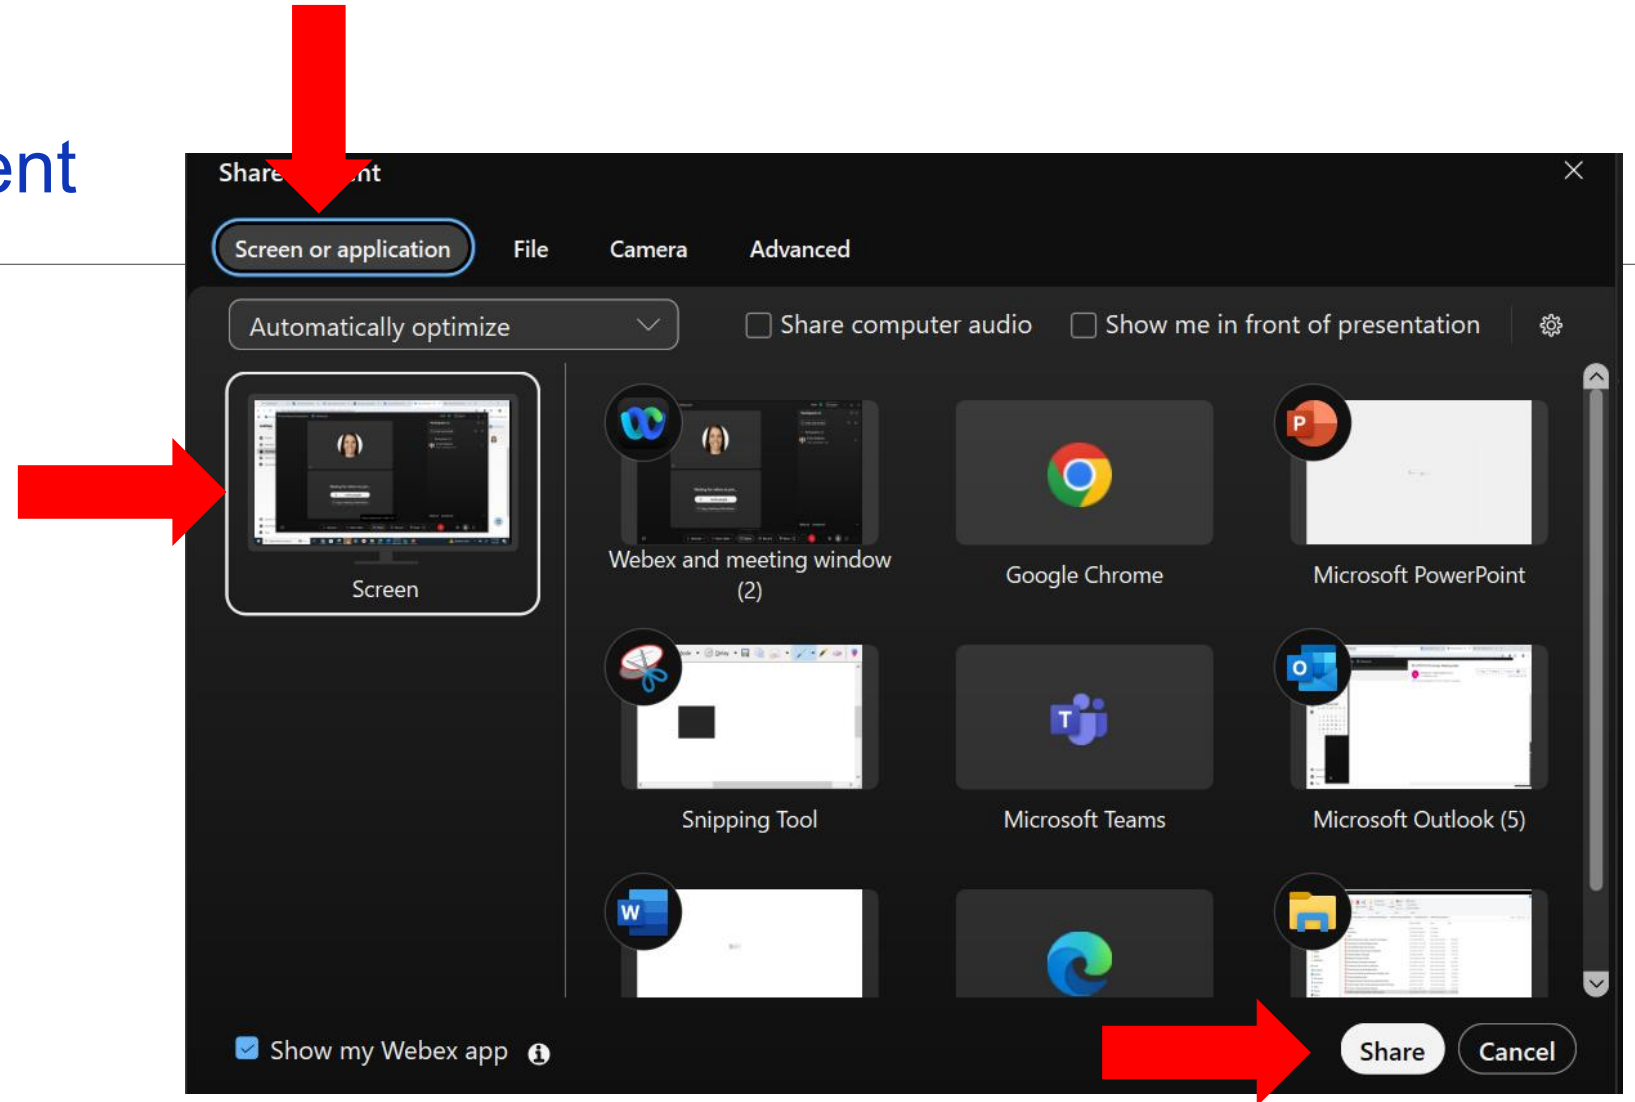 ent
Share
nt
Screen or application
File
Camera
Advanced
Automatically optimize
Share computer audio
Show me in front of presentation
Screen
Webex and meeting window
(2)
Google Chrome
Microsoft PowerPoint
Snipping Tool
Microsoft Teams
Microsoft Outlook (5)
Show my Webex app
Share
Cancel